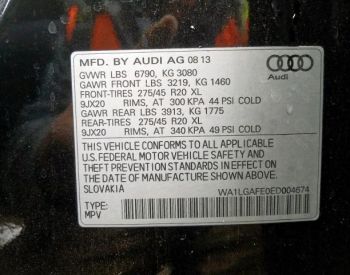 MFD. BY AUDI AG 08 13
GVWR LBS 6790, KG 3080
GAWR FRONT LBS 3219, KG 1460
FRONT-TIRES 275/45 R20 XL
9JX20 RIMS, AT 300 KPA 44 PSI COLD
GAWR REAR LBS 3913, KG 1775
REAR-TIRES 275/45 R20 XL
9JX20 RIMS, AT 340 KPA 49 PSI COLD
Audi
THIS VEHICLE CONFORMS TO ALL APPLICABLE
U.S.FEDERAL MOTOR VEHICLE SAFETY AND
THEFT PREVENTION STANDARDS IN EFFECT ON
THE DATE OF MANUFACTURE SHOWN ABOVE.
SLOVAKIA WA1LGAFE0ED004674
TYPE:
MPV